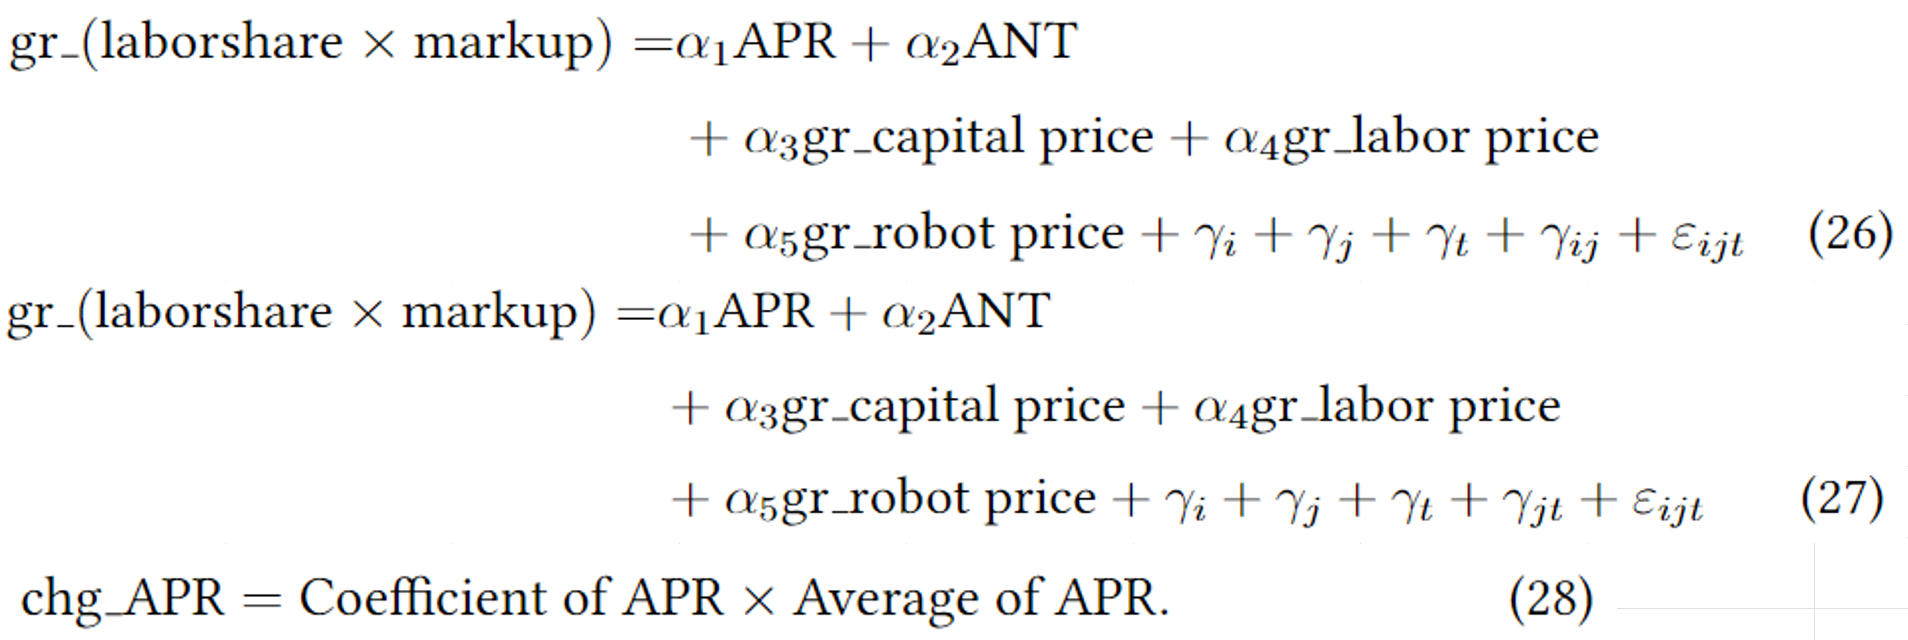 gr_(laborshare × markup) =α₁APR + α₂ANT
+ α₃gr_capital price + α₄gr_labor price
+ α₅gr_robot price + γᵢ + γⱼ + γₜ + γᵢⱼ + εᵢⱼₜ (26)
gr_(laborshare × markup) =α₁APR + α₂ANT
+ α₃gr_capital price + α₄gr_labor price
+ α₅gr_robot price + γᵢ + γⱼ + γₜ + γⱼₜ + εᵢⱼₜ (27)
chg_APR = Coefficient of APR × Average of APR. (28)